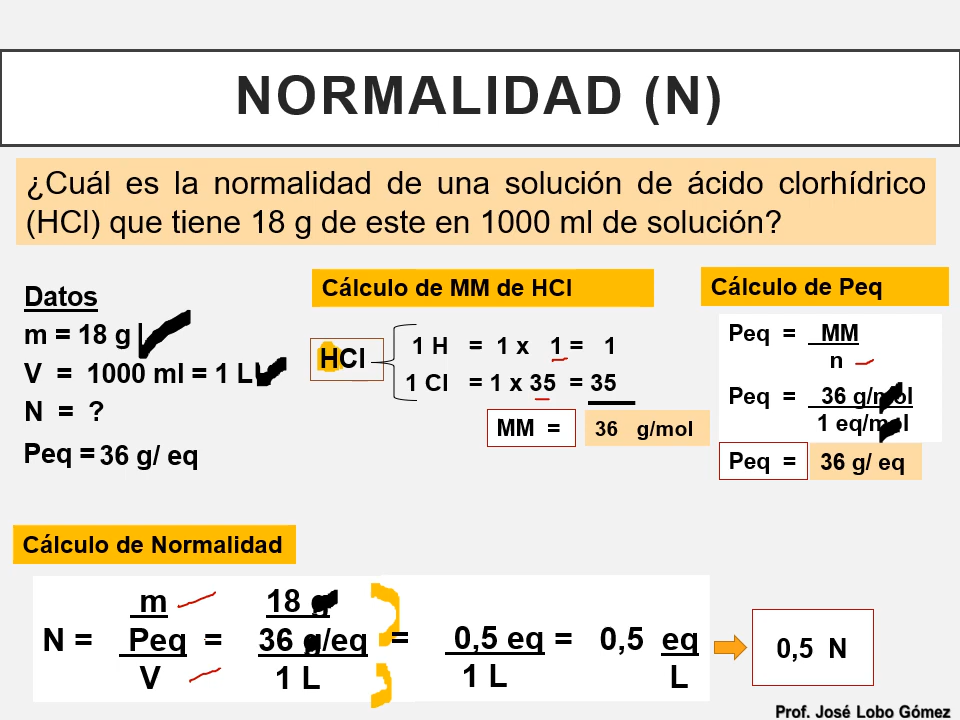 NORMALIDAD (N)
¿Cuál es la normalidad de una solución de ácido clorhídrico
(HCl) que tiene 18 g de este en 1000 ml de solución?
Datos
m = 18 g
V = 1000 ml = 1 L
N = ?
Peq = 36 g/ eq
Cálculo de MM de HCl
HCl
1 H = 1 x 1 = 1
1 Cl = 1 x 35 = 35
MM = 36 g/mol
Cálculo de Peq
Peq = MM
n
Peq = 36 g/mol
1 eq/mol
Peq = 36 g/ eq
Cálculo de Normalidad
m 18 g
N = Peq = 36 g/eq = 0,5 eq = 0,5 eq
V 1 L 1 L L
0,5 N
Prof. José Lobo Gómez